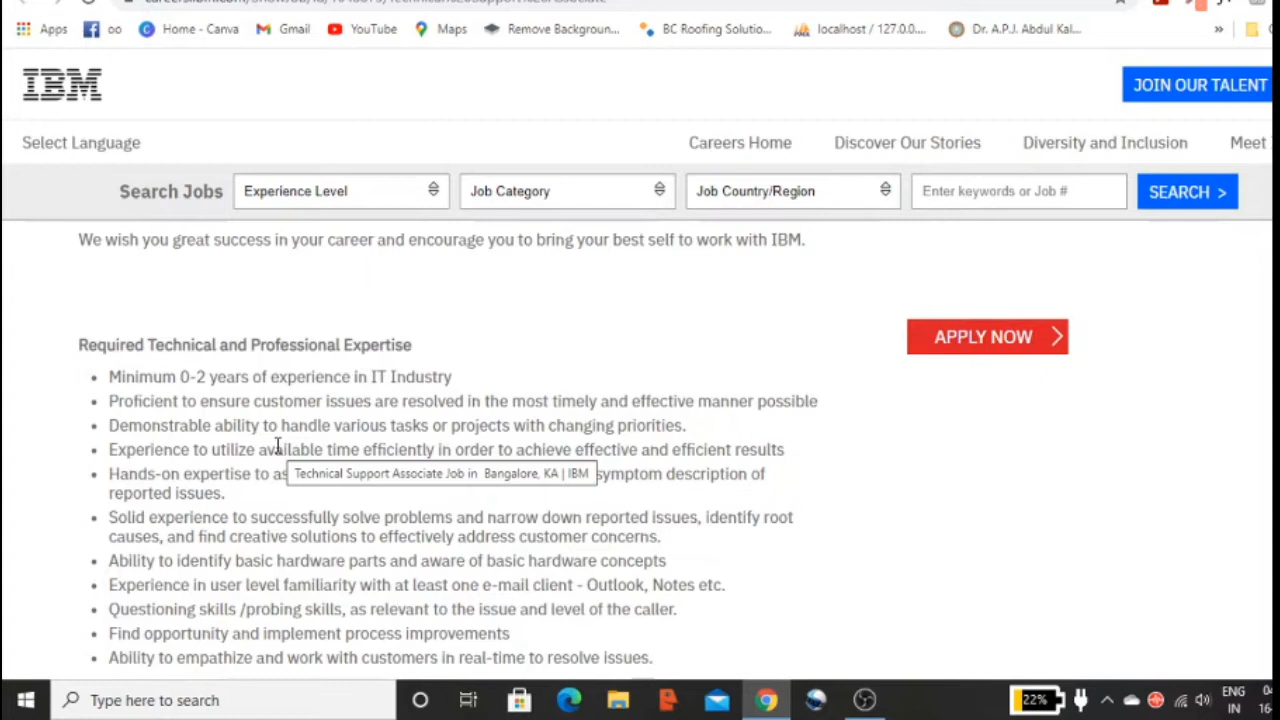 Apps
oo
Home - Canva
Gmail
YouTube
Maps
Remove Backgroun...
BC Roofing Solutio...
localhost / 127.0.0....
Dr. A.P.J. Abdul Kal...
»
IBM
JOIN OUR TALENT
Select Language
Careers Home
Discover Our Stories
Diversity and Inclusion
Meet
Search Jobs
Experience Level
Job Category
Job Country/Region
Enter keywords or Job #
SEARCH >
We wish you great success in your career and encourage you to bring your best self to work with IBM.
APPLY NOW
Required Technical and Professional Expertise
• Minimum 0-2 years of experience in IT Industry
• Proficient to ensure customer issues are resolved in the most timely and effective manner possible
• Demonstrable ability to handle various tasks or projects with changing priorities.
• Experience to utilize available time efficiently in order to achieve effective and efficient results
• Hands-on expertise to as
Technical Support Associate Job in Bangalore, KA | IBM
symptom description of
reported issues.
• Solid experience to successfully solve problems and narrow down reported issues, identify root
causes, and find creative solutions to effectively address customer concerns.
• Ability to identify basic hardware parts and aware of basic hardware concepts
• Experience in user level familiarity with at least one e-mail client - Outlook, Notes etc.
• Questioning skills /probing skills, as relevant to the issue and level of the caller.
• Find opportunity and implement process improvements
• Ability to empathize and work with customers in real-time to resolve issues.
Type here to search
22%
ENG
IN